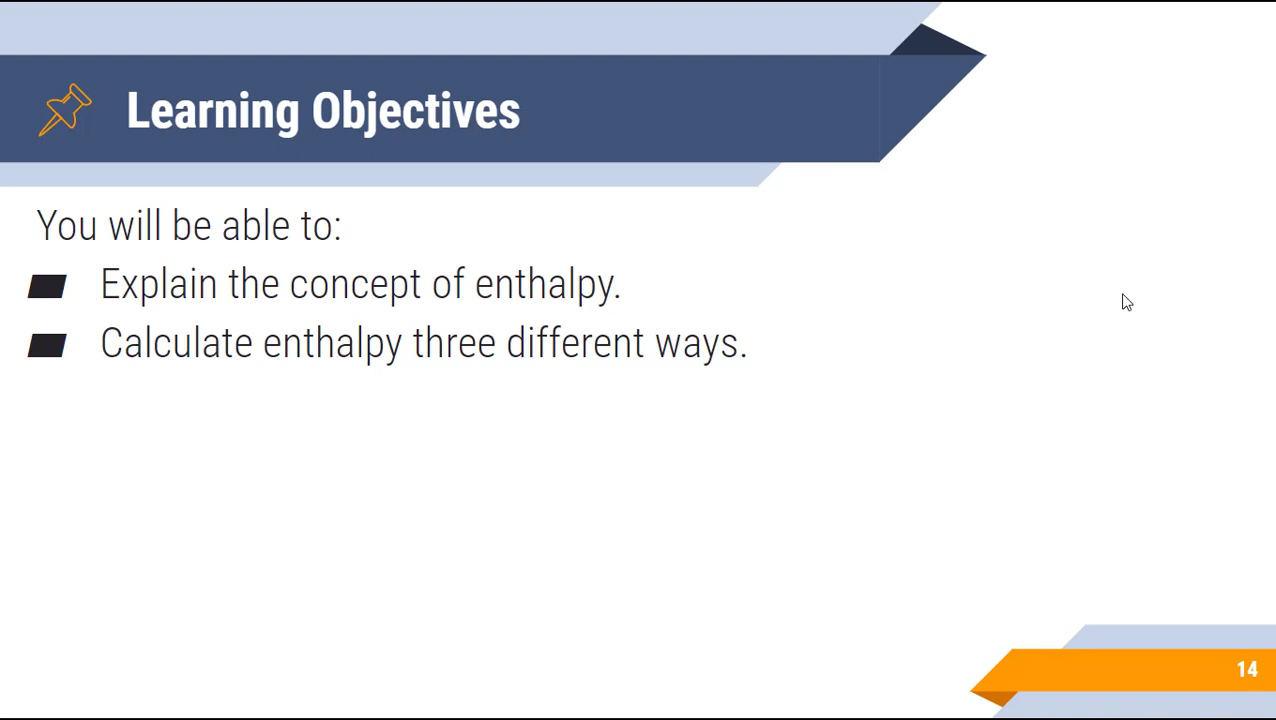 Learning Objectives
You will be able to:
Explain the concept of enthalpy.
Calculate enthalpy three different ways.
14